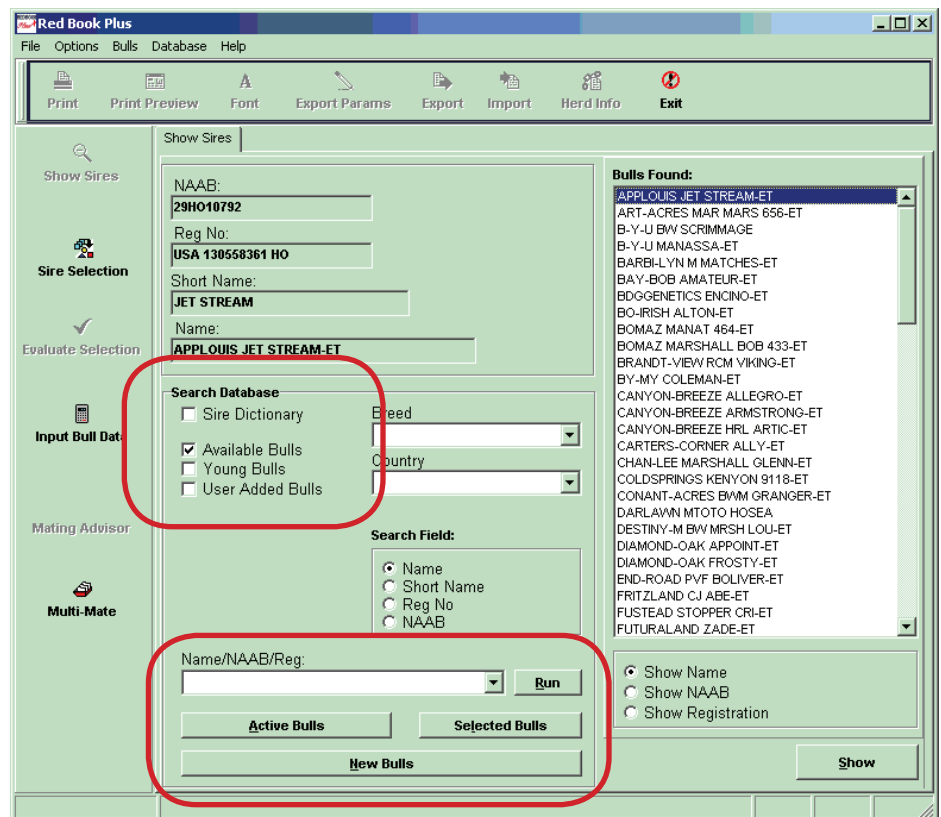 Red Book Plus
File Options Bulls Database Help
Print Print Preview Font Export Params Export Import Herd Info Exit
Show Sires
Sire Selection
Evaluate Selection
Input Bull Data
Mating Advisor
Multi-Mate
Show Sires
NAAB:
29HO10792
Reg No:
USA 130558361 HO
Short Name:
JET STREAM
Name:
APPLOUIS JET STREAM-ET
Search Database
Sire Dictionary
Available Bulls
Young Bulls
User Added Bulls
Breed
Country
Search Field:
Name
Short Name
Reg No
NAAB
Name/NAAB/Reg:
Run
Active Bulls
Selected Bulls
New Bulls
Bulls Found:
APPLOUIS JET STREAM-ET
ART-ACRES MAR MARS 656-ET
B-Y-U BW SCRIMMAGE
B-Y-U MANASSA-ET
BARBI-LYN M MATCHES-ET
BAY-BOB AMATEUR-ET
BDGGENETICS ENCINO-ET
BO-IRISH ALTON-ET
BOMAZ MANAT 464-ET
BOMAZ MARSHALL BOB 433-ET
BRANDT-VIEW RCM VIKING-ET
BY-MY COLEMAN-ET
CANYON-BREEZE ALLEGRO-ET
CANYON-BREEZE ARMSTRONG-ET
CANYON-BREEZE HRL ARTIC-ET
CARTERS-CORNER ALLY-ET
CHAN-LEE MARSHALL GLENN-ET
COLDSPRINGS KENYON 9118-ET
CONANT-ACRES BWM GRANGER-ET
DARLAWN MTOTO HOSEA
DESTINY-M BW MRSH LOU-ET
DIAMOND-OAK APPOINT-ET
DIAMOND-OAK FROSTY-ET
END-ROAD PVF BOLIVER-ET
FRITZLAND CJ ABE-ET
FUSTEAD STOPPER CRI-ET
FUTURALAND ZADE-ET
Show Name
Show NAAB
Show Registration
Show